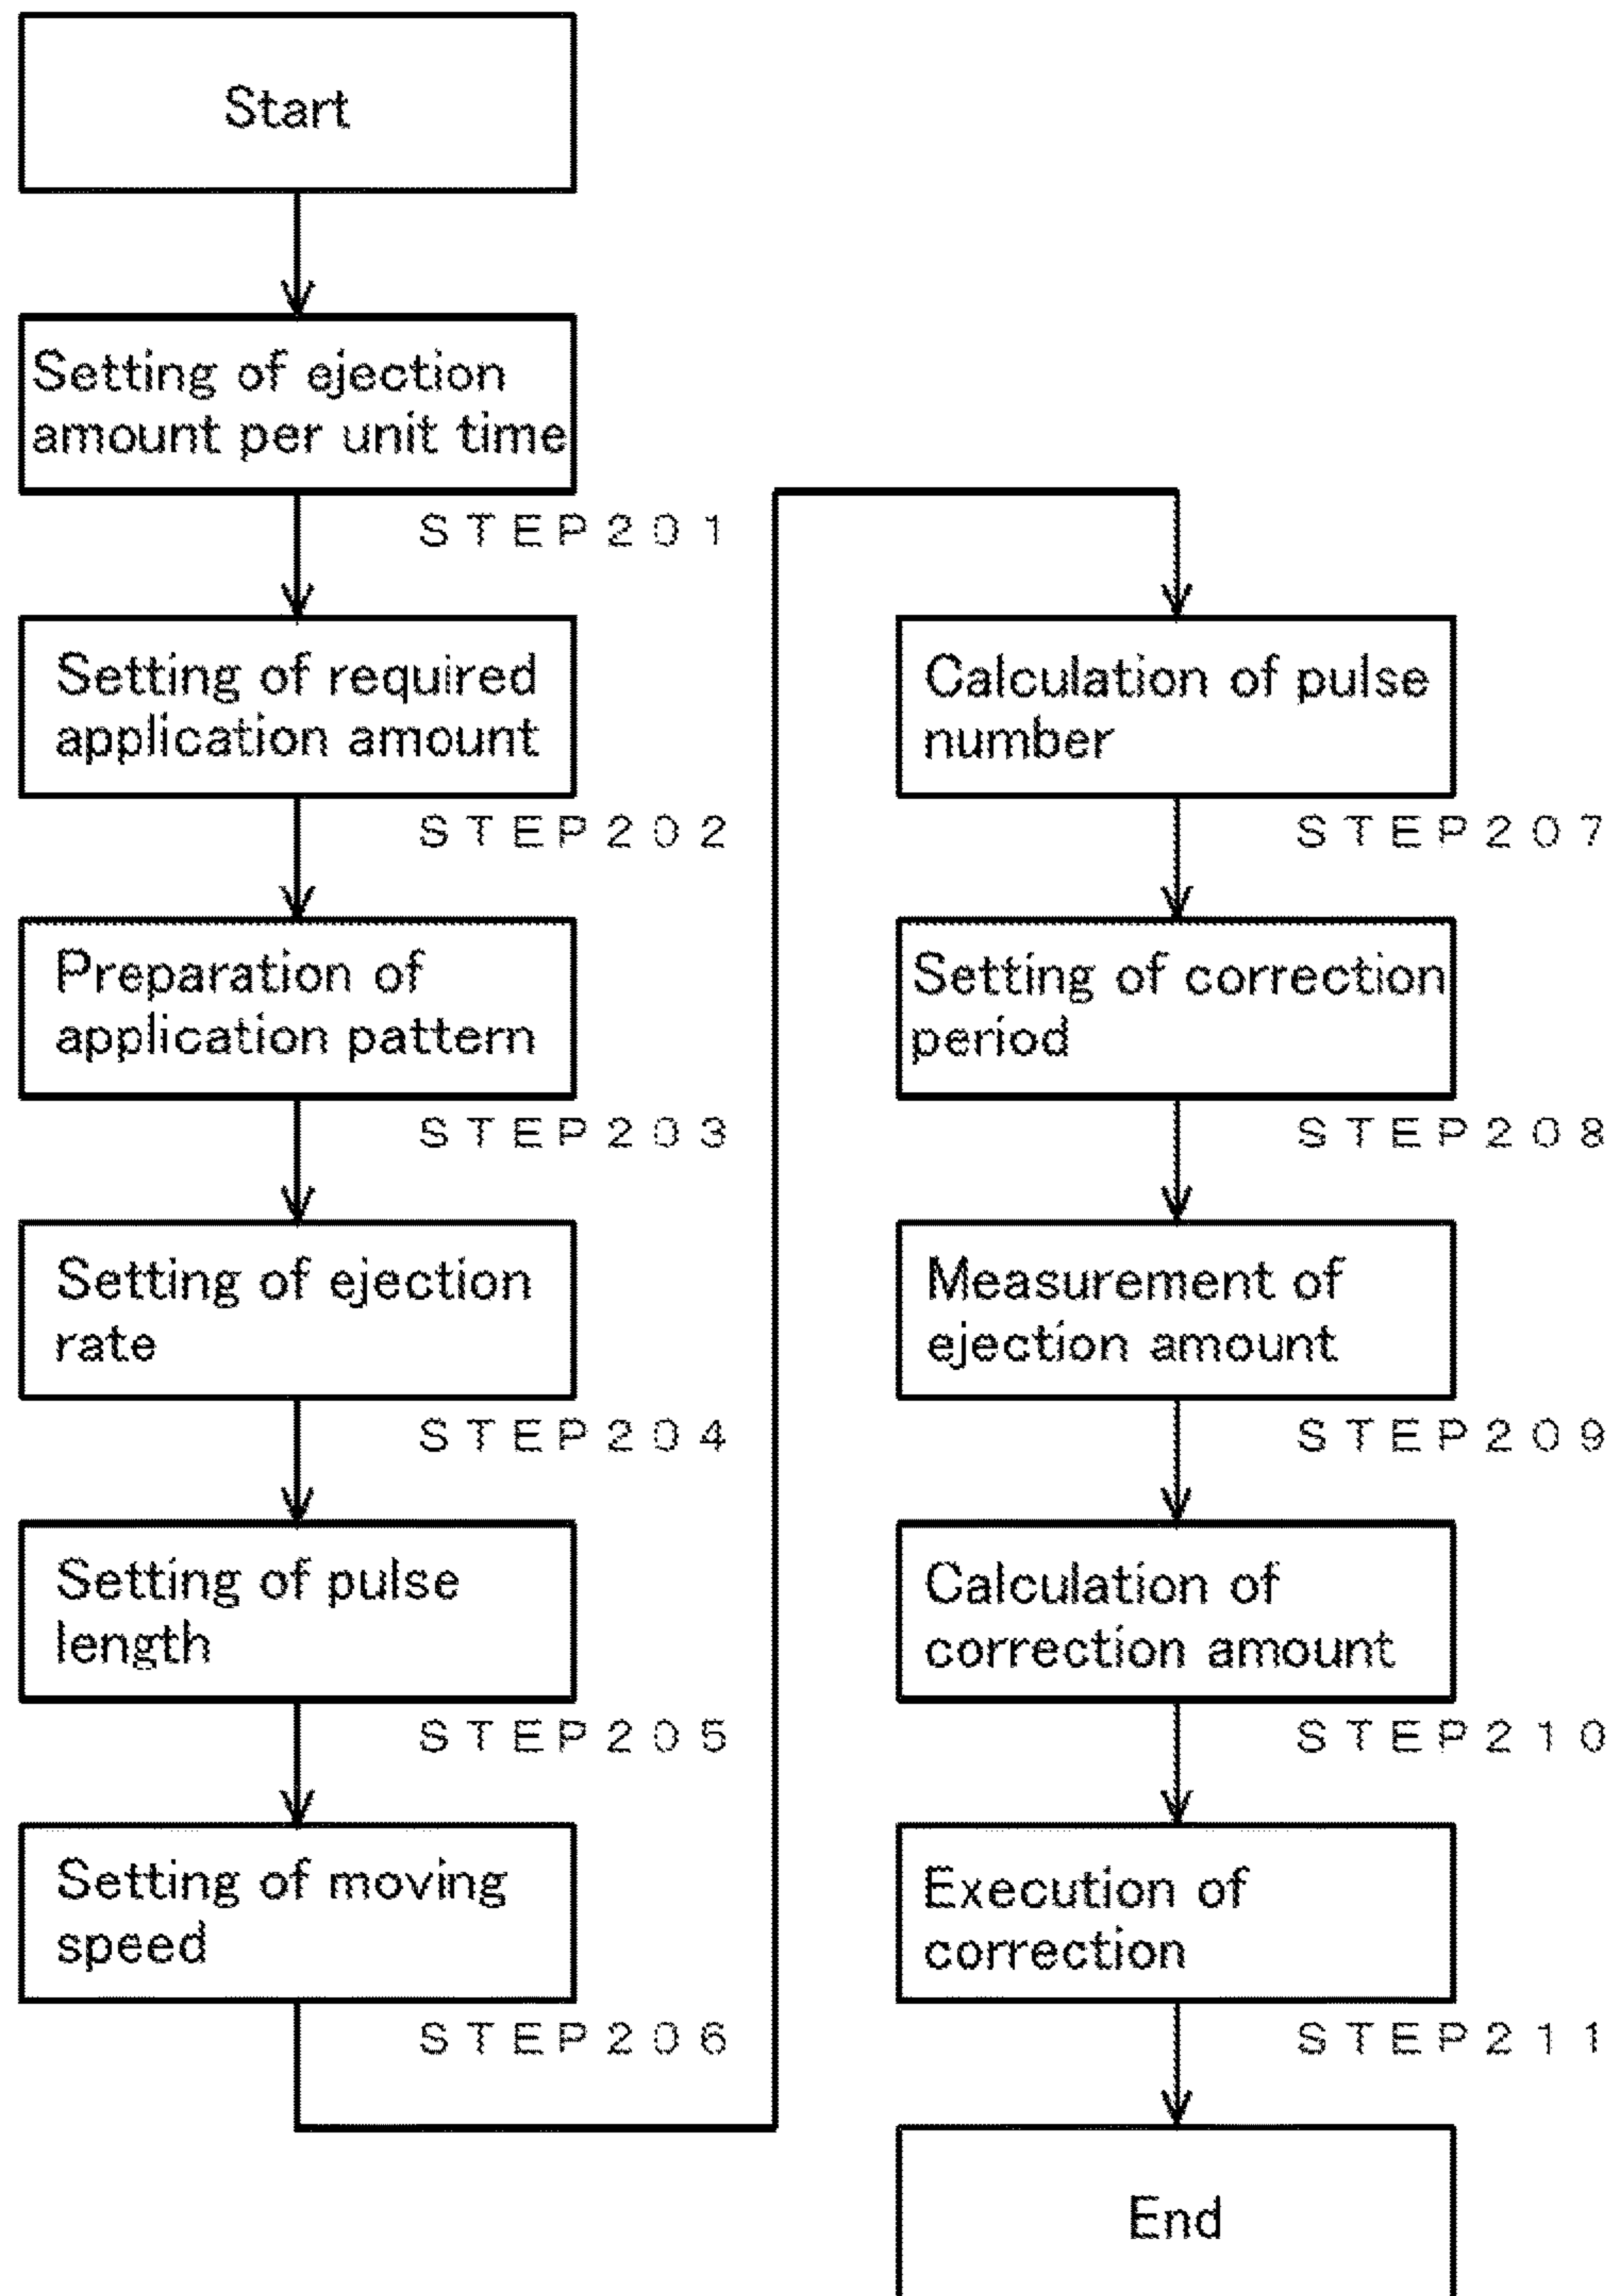 Start
Setting of ejection
amount per unit time
STEP201
Setting of required
application amount
STEP202
Preparation of
application pattern
STEP203
Setting of ejection
rate
STEP204
Setting of pulse
length
STEP205
Setting of moving
speed
STEP206
Calculation of pulse
number
STEP207
Setting of correction
period
STEP208
Measurement of
ejection amount
STEP209
Calculation of
correction amount
STEP210
Execution of
correction
STEP211
End